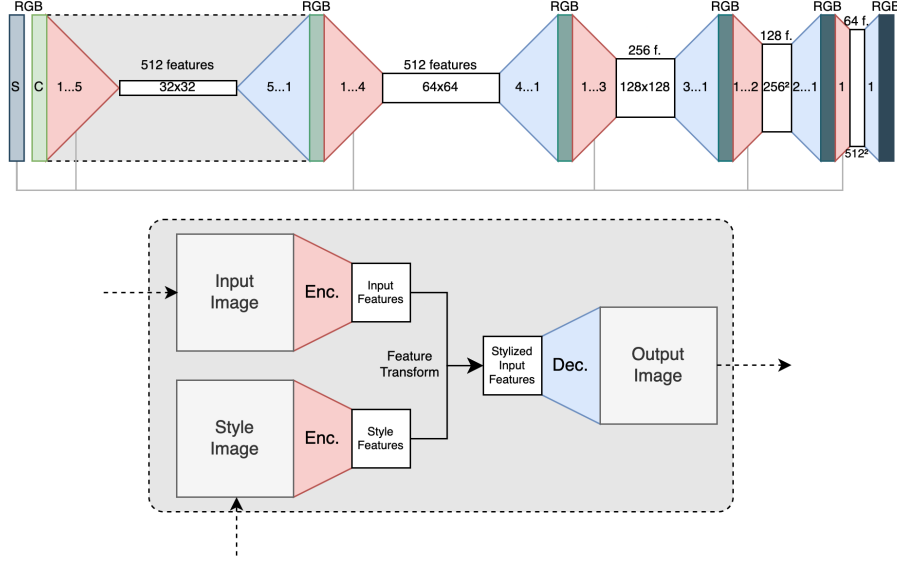 RGB RGB RGB RGB RGB RGB
512 features 512 features 256 f. 128 f. 64 f.
S C 1...5 32x32 5...1 1...4 64x64 4...1 1...3 128x128 3...1 1...2 256² 2...1 1 1
512²
Input
Image
Enc.
Input
Features
Feature
Transform
Style
Image
Enc.
Style
Features
Stylized
Input
Features
Dec.
Output
Image